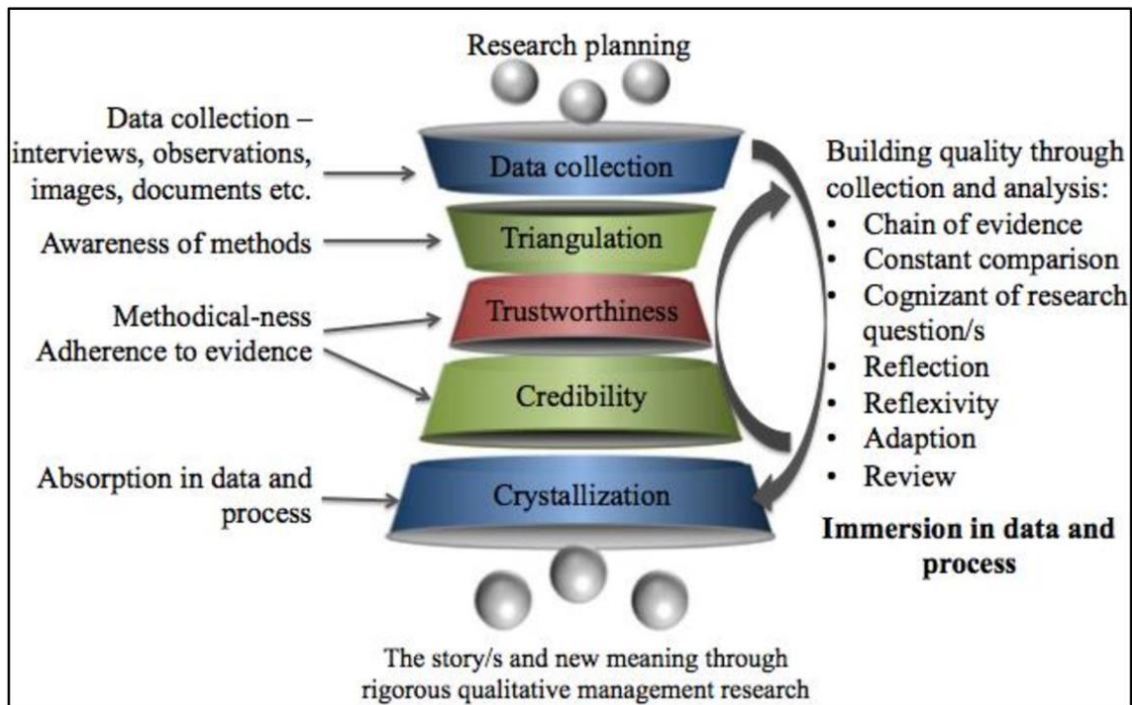 Research planning
Data collection –
interviews, observations,
images, documents etc.
Awareness of methods
Methodical-ness
Adherence to evidence
Absorption in data and
process
Data collection
Triangulation
Trustworthiness
Credibility
Crystallization
Building quality through
collection and analysis:
• Chain of evidence
• Constant comparison
• Cognizant of research
question/s
• Reflection
• Reflexivity
• Adaption
• Review
Immersion in data and
process
The story/s and new meaning through
rigorous qualitative management research